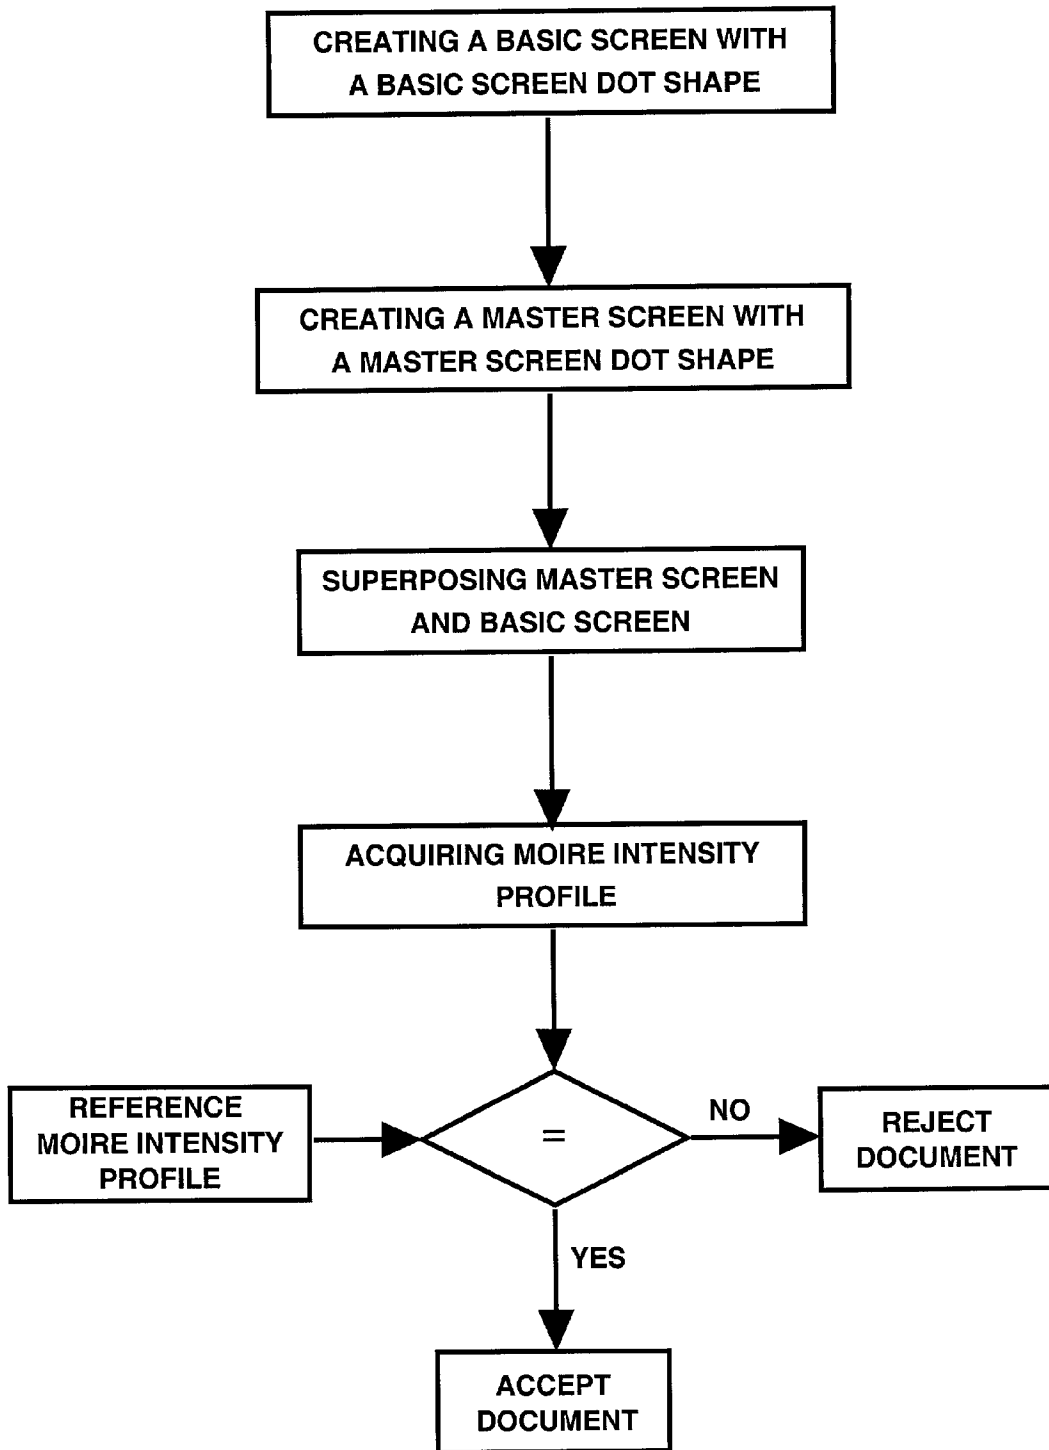 CREATING A BASIC SCREEN WITH
A BASIC SCREEN DOT SHAPE
CREATING A MASTER SCREEN WITH
A MASTER SCREEN DOT SHAPE
SUPERPOSING MASTER SCREEN
AND BASIC SCREEN
ACQUIRING MOIRE INTENSITY
PROFILE
REFERENCE
MOIRE INTENSITY
PROFILE
=
NO
REJECT
DOCUMENT
YES
ACCEPT
DOCUMENT